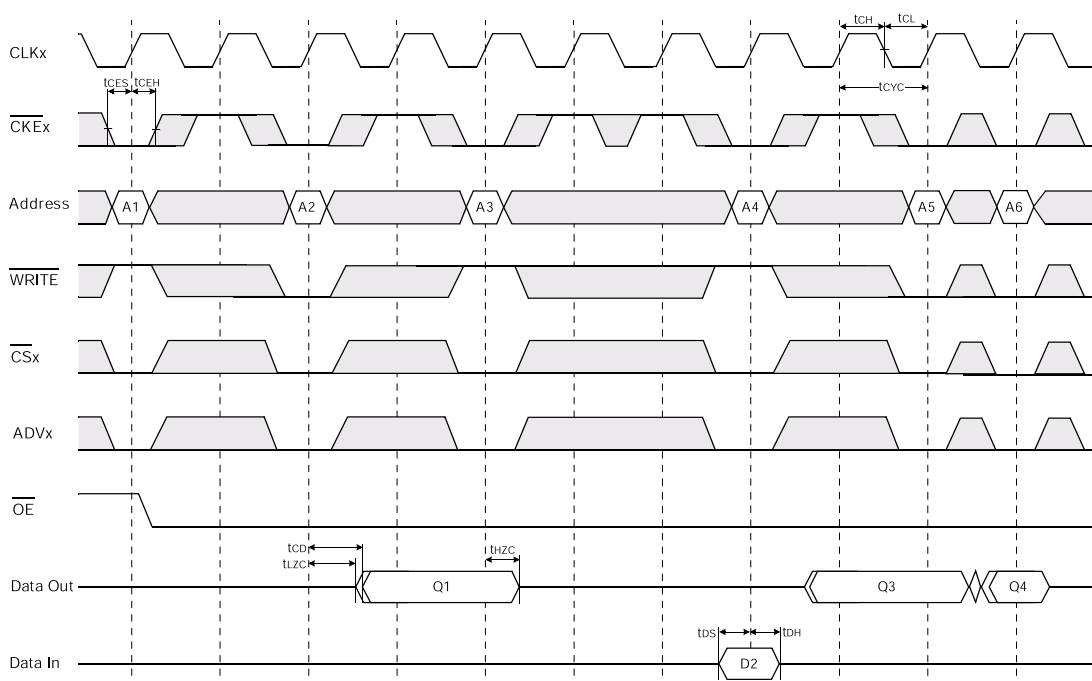 tCH tCL
CLKx
tCES tCEH tCYC
CKEx
Address A1 A2 A3 A4 A5 A6
WRITE
CSx
ADVx
OE
tCD tHZC
tLZC
Data Out Q1 Q3 Q4
tDS tDH
Data In D2